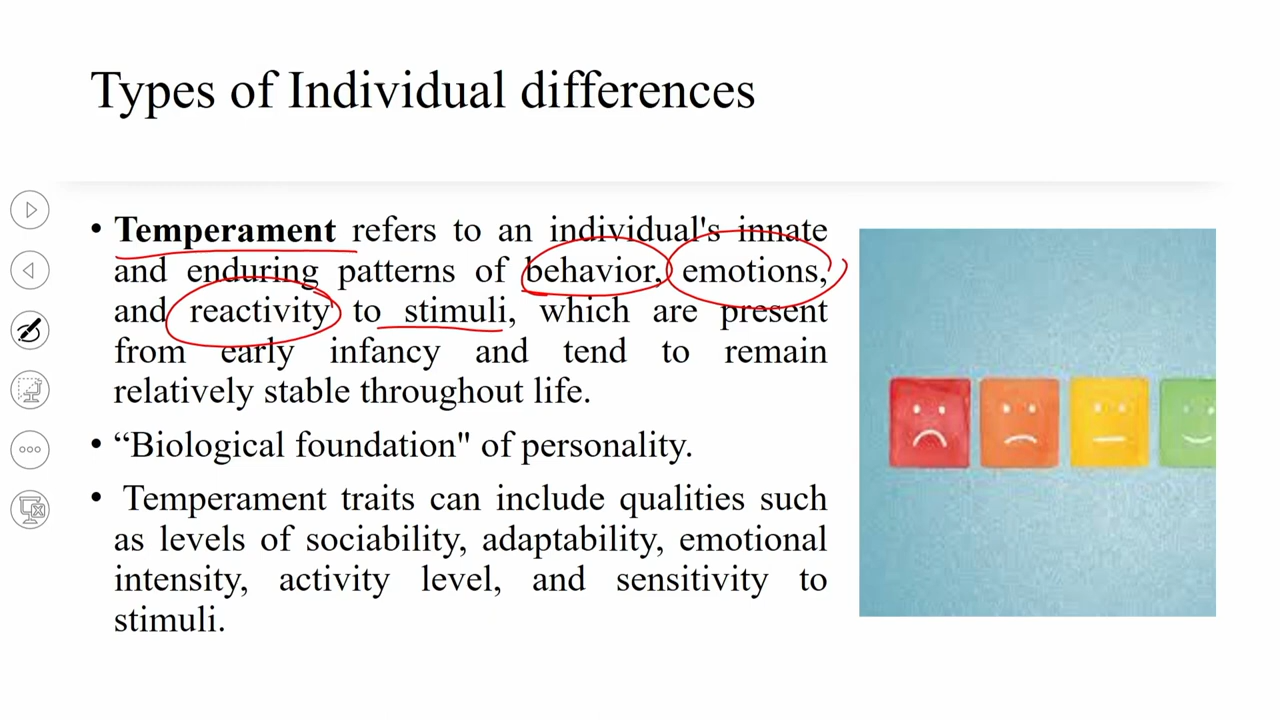 Types of Individual differences
• Temperament refers to an individual's innate
and enduring patterns of behavior, emotions,
and reactivity to stimuli, which are present
from early infancy and tend to remain
relatively stable throughout life.
• “Biological foundation" of personality.
• Temperament traits can include qualities such
as levels of sociability, adaptability, emotional
intensity, activity level, and sensitivity to
stimuli.